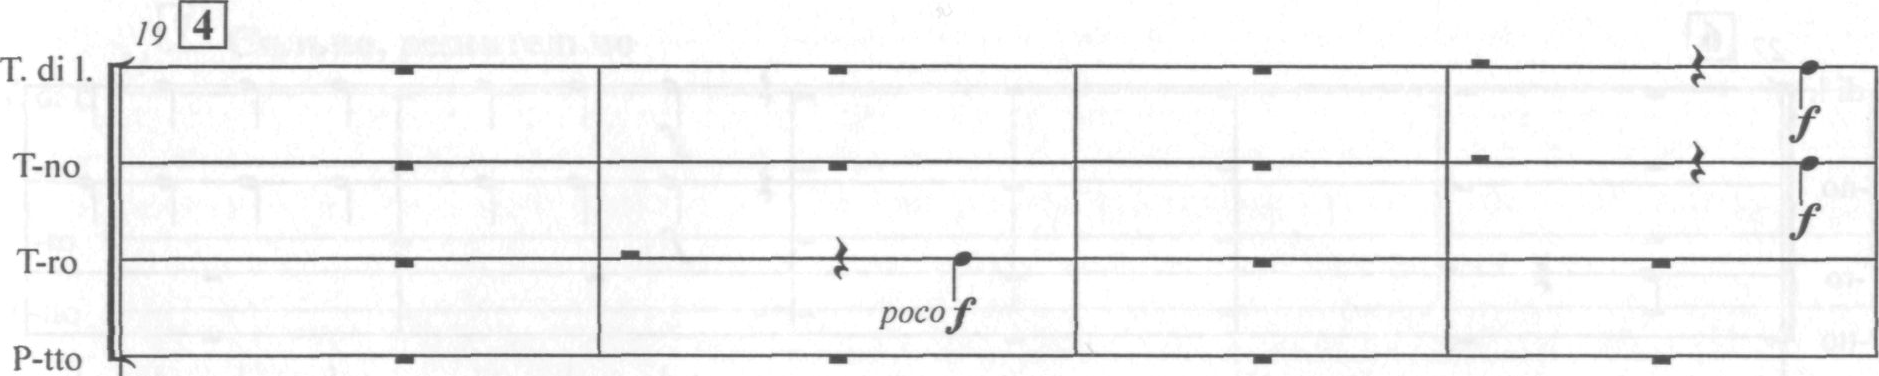 19 4
T. di l.
f
T-no
f
T-ro
poco f
P-tto